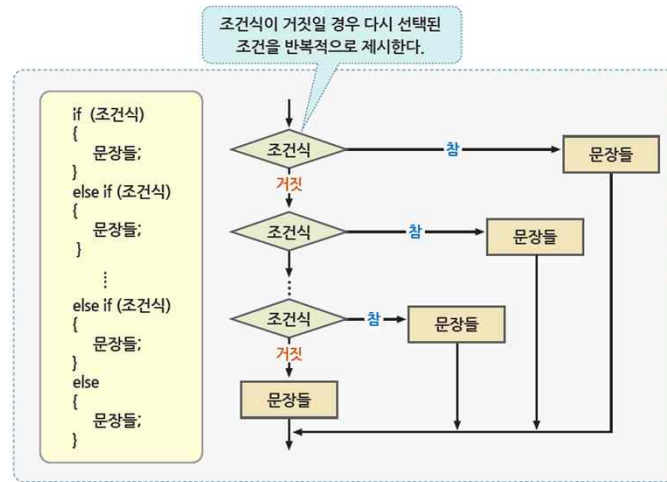 조건식이 거짓일 경우 다시 선택된
조건을 반복적으로 제시한다.
if (조건식)
{
문장들;
}
else if (조건식)
{
문장들;
}
⋮
else if (조건식)
{
문장들;
}
else
{
문장들;
}
조건식
참
문장들
거짓
조건식
참
문장들
⋮
조건식
참
문장들
거짓
문장들